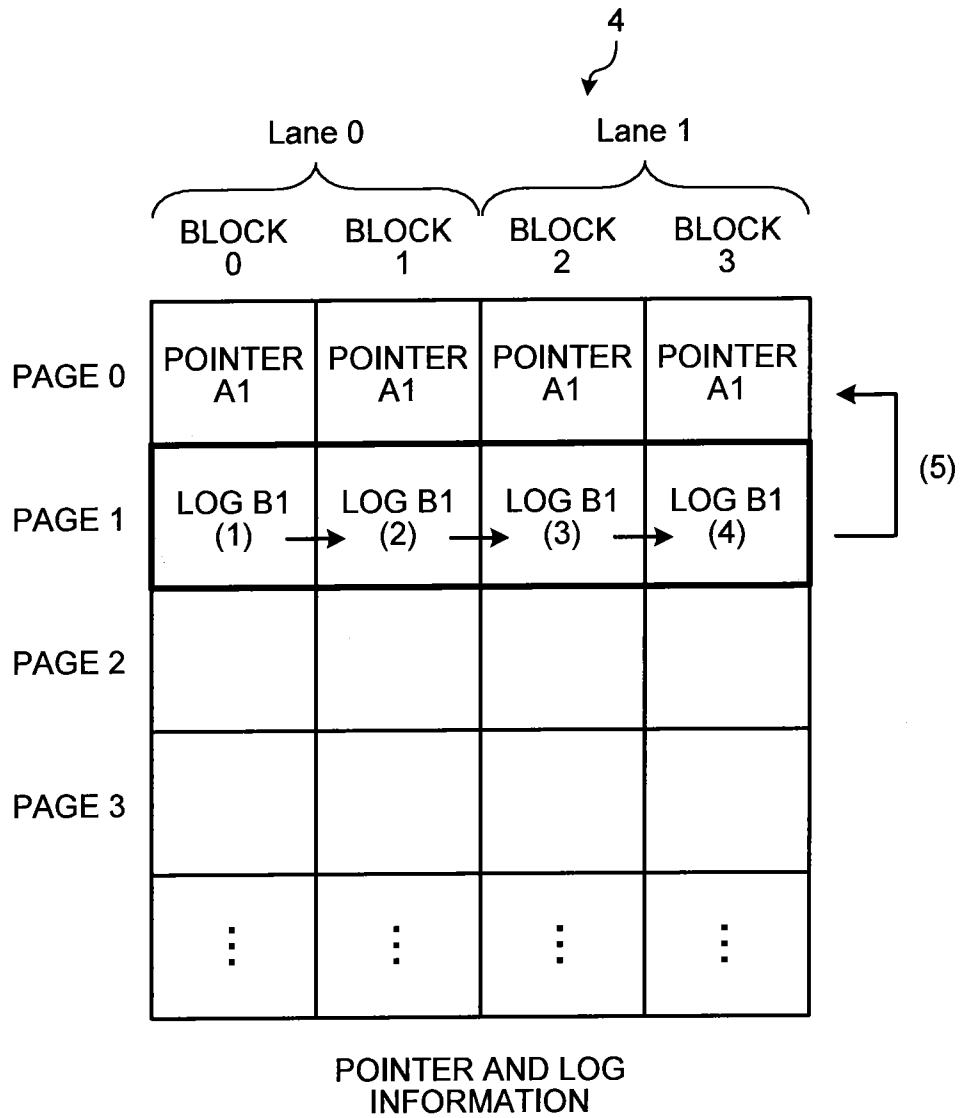 4
Lane 0 Lane 1
BLOCK 0 BLOCK 1 BLOCK 2 BLOCK 3
PAGE 0 POINTER A1 POINTER A1 POINTER A1 POINTER A1
(5)
PAGE 1 LOG B1 (1) LOG B1 (2) LOG B1 (3) LOG B1 (4)
PAGE 2
PAGE 3
POINTER AND LOG
INFORMATION